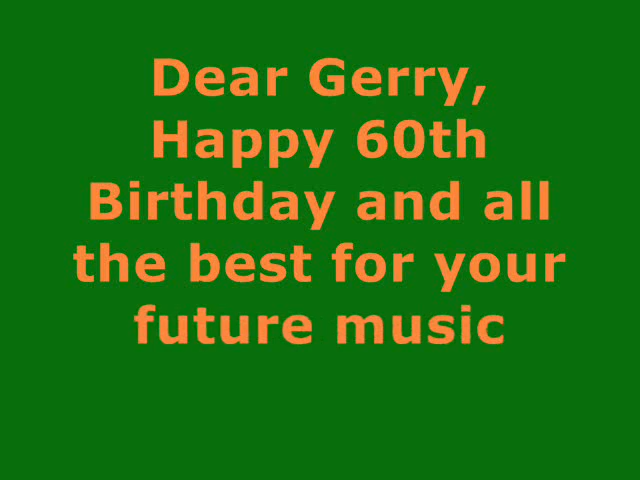 Dear Gerry,
Happy 60th
Birthday and all
the best for your
future music